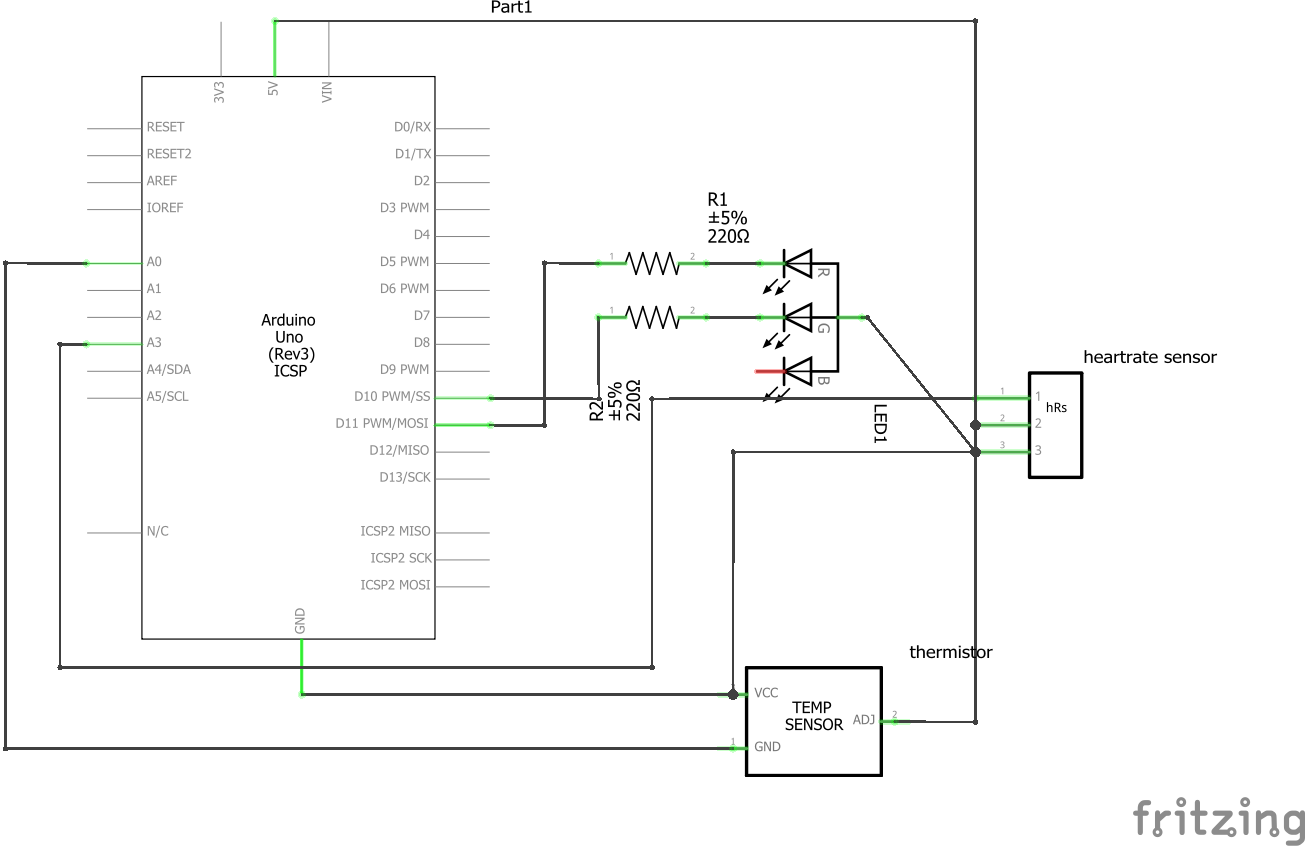 Part1
3V3
5V
VIN
RESET
RESET2
AREF
IOREF
A0
A1
A2
A3
A4/SDA
A5/SCL
N/C
Arduino
Uno
(Rev3)
ICSP
D0/RX
D1/TX
D2
D3 PWM
D4
D5 PWM
D6 PWM
D7
D8
D9 PWM
D10 PWM/SS
D11 PWM/MOSI
D12/MISO
D13/SCK
ICSP2 MISO
ICSP2 SCK
ICSP2 MOSI
GND
R1
±5%
220Ω
1
2
R
1
2
G
B
R2
±5%
220Ω
LED1
heartrate sensor
1
2
3
1
2
3
hRs
thermistor
VCC
TEMP
SENSOR
ADJ
2
1
GND
fritzing